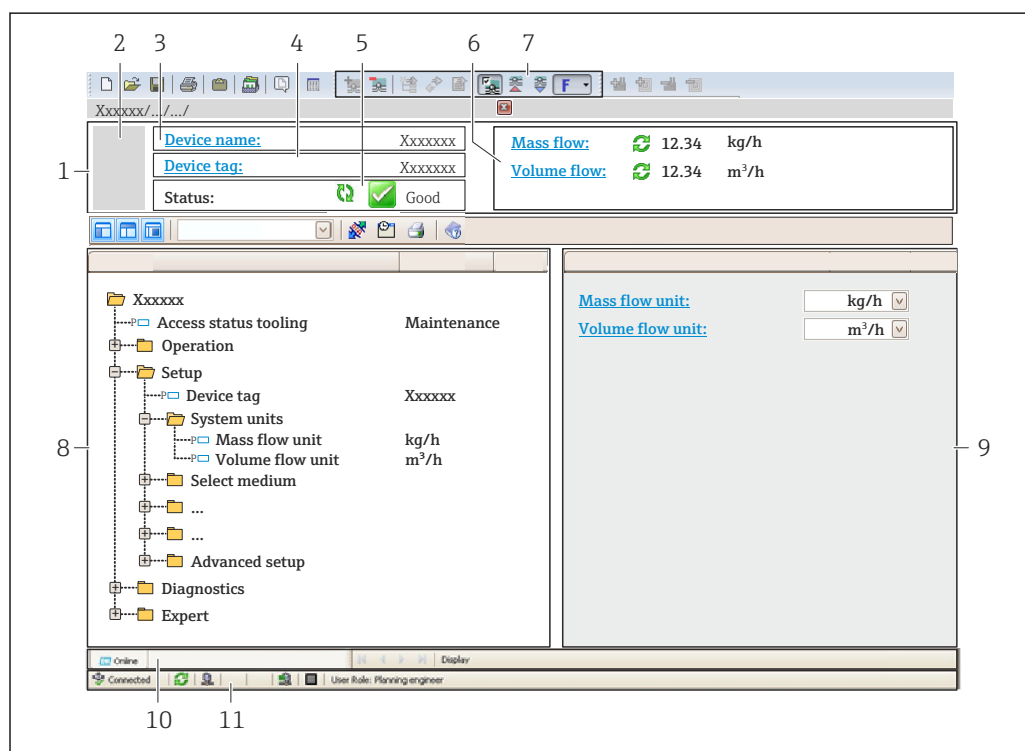 2 3 4 5 6 7
F
Xxxxxx/.../.../
1
Device name: Xxxxxxx
Device tag: Xxxxxxx
Status: Good
Mass flow: 12.34 kg/h
Volume flow: 12.34 m³/h
Xxxxxx
P Access status tooling Maintenance
Operation
Setup
P Device tag Xxxxxx
System units
P Mass flow unit kg/h
P Volume flow unit m³/h
Select medium
...
...
Advanced setup
Diagnostics
Expert
8
Mass flow unit: kg/h
Volume flow unit: m³/h
9
Online Display
Connected User Role: Planning engineer
10 11